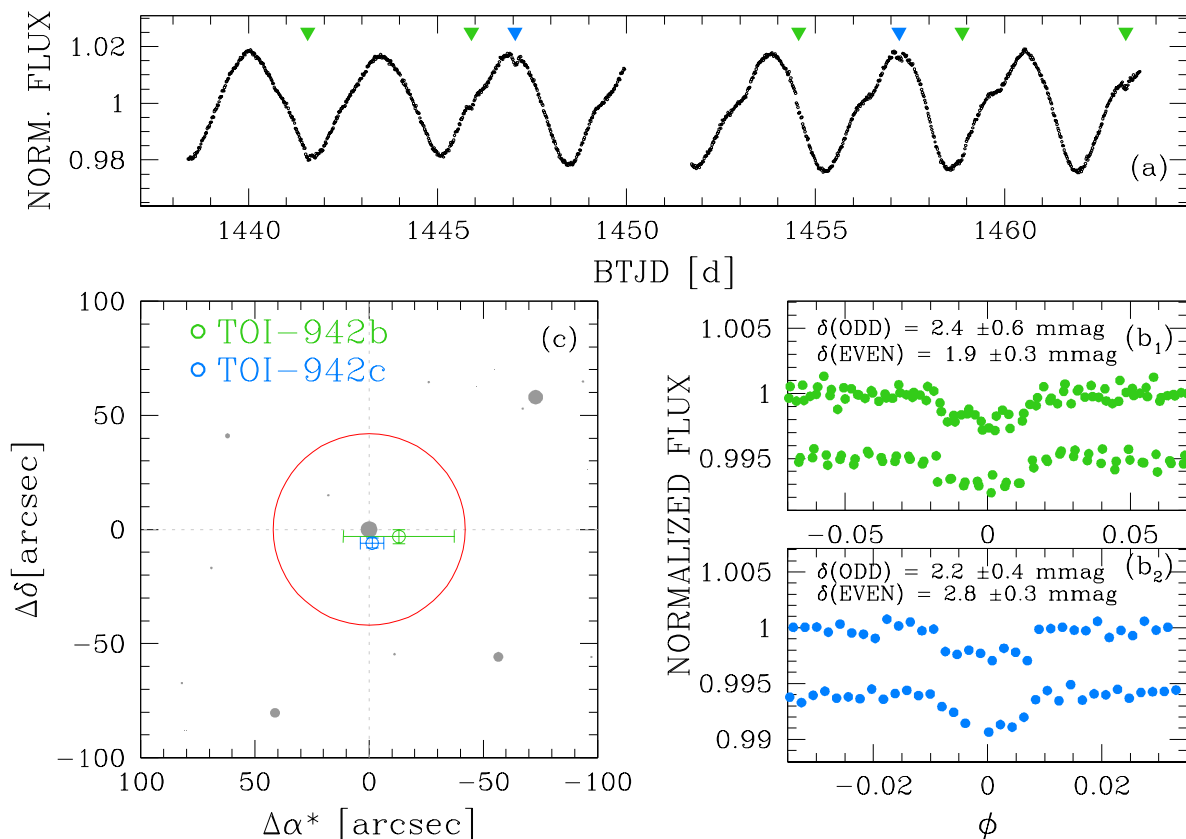 (a)
NORM. FLUX
1.02
1
0.98
1440 1445 1450 1455 1460
BTJD [d]
(c)
TOI-942b
TOI-942c
Δδ[arcsec]
100
50
0
−50
−100
100 50 0 −50 −100
Δα* [arcsec]
NORMALIZED FLUX
(b1)
δ(ODD) = 2.4 ±0.6 mmag
δ(EVEN) = 1.9 ±0.3 mmag
1.005
1
0.995
−0.05 0 0.05
(b2)
δ(ODD) = 2.2 ±0.4 mmag
δ(EVEN) = 2.8 ±0.3 mmag
1.005
1
0.995
0.99
−0.02 0 0.02
ϕ